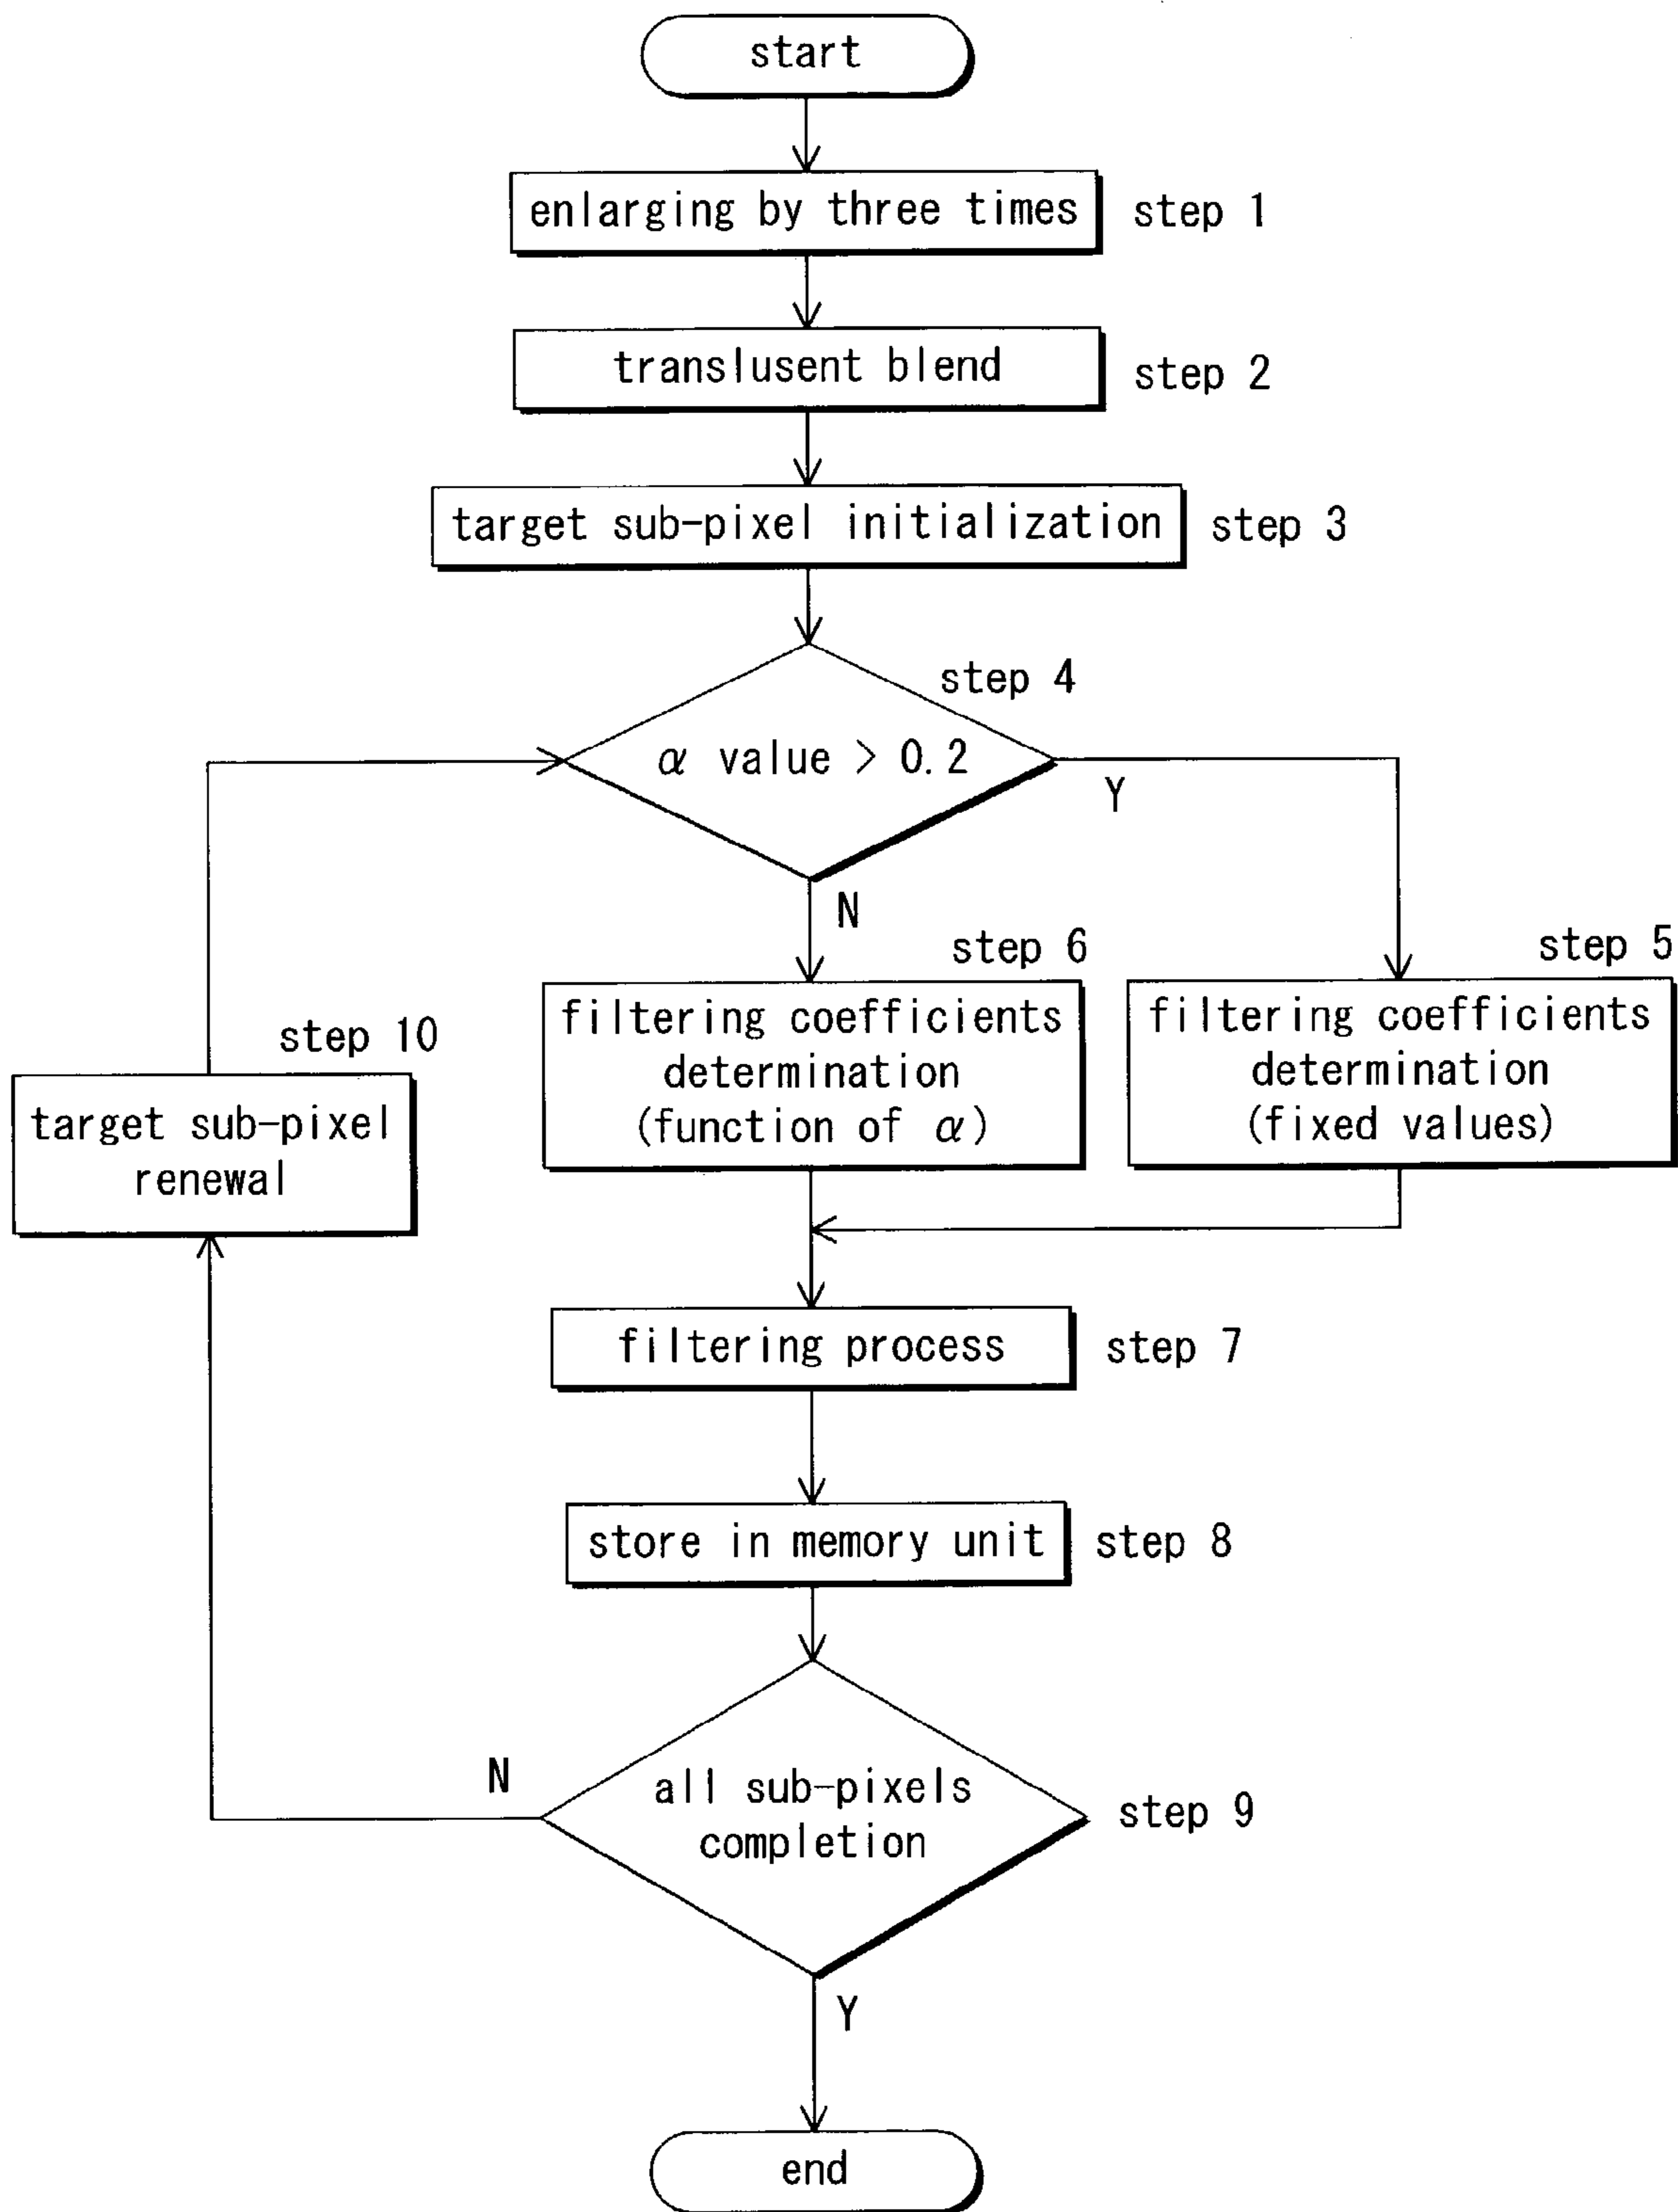 start
enlarging by three times
step 1
translusent blend
step 2
target sub-pixel initialization
step 3
step 4
α value > 0.2
Y
N
step 6
filtering coefficients
determination
(function of α)
step 5
filtering coefficients
determination
(fixed values)
step 10
target sub-pixel
renewal
filtering process
step 7
store in memory unit
step 8
N
all sub-pixels
completion
step 9
Y
end